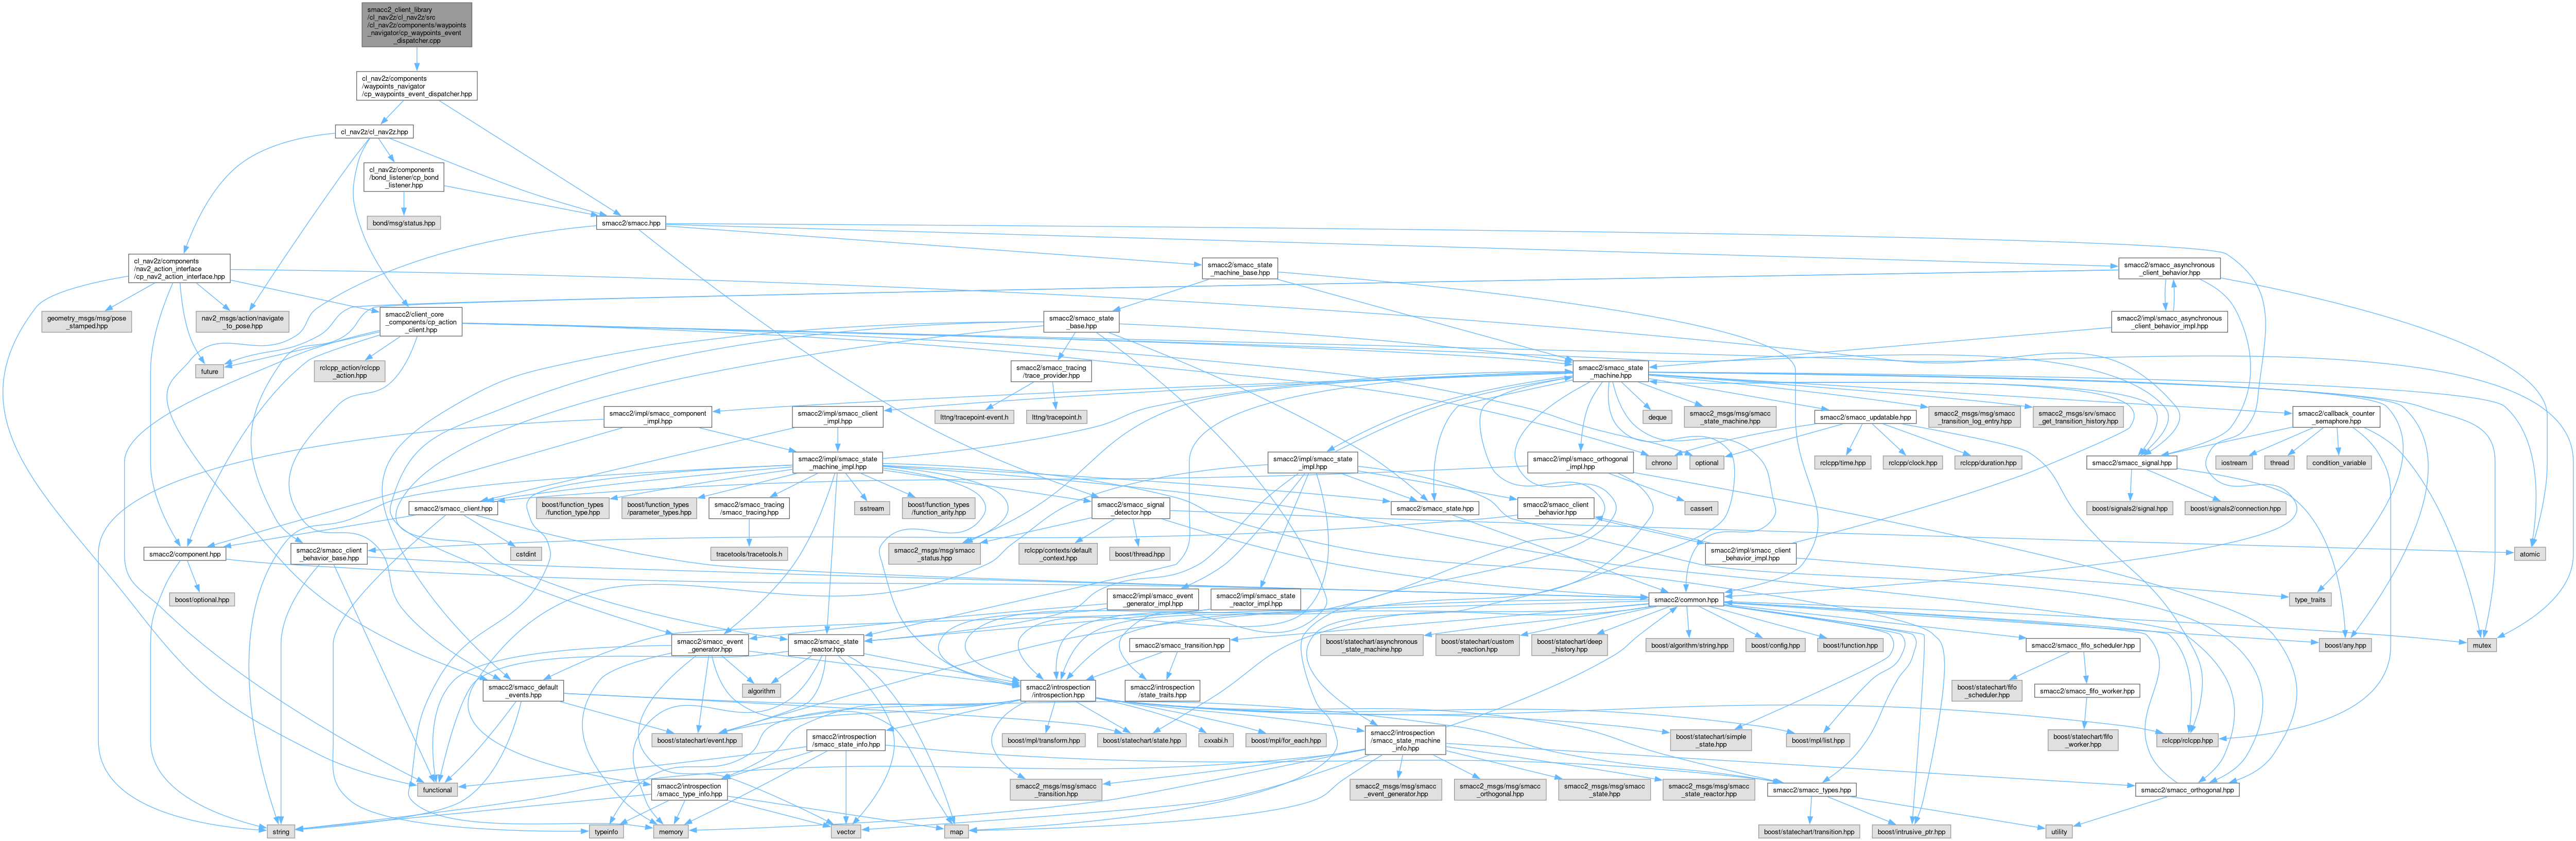 smacc2_client_library
/cl_nav2z/cl_nav2z/src
/cl_nav2z/components/waypoints
_navigator/cp_waypoints_event
_dispatcher.cpp
cl_nav2z/components
/waypoints_navigator
/cp_waypoints_event_dispatcher.hpp
cl_nav2z/cl_nav2z.hpp
cl_nav2z/components
/bond_listener/cp_bond
_listener.hpp
bond/msg/status.hpp
smacc2/smacc.hpp
cl_nav2z/components
/nav2_action_interface
/cp_nav2_action_interface.hpp
smacc2/smacc_state
_machine_base.hpp
smacc2/smacc_asynchronous
_client_behavior.hpp
geometry_msgs/msg/pose
_stamped.hpp
nav2_msgs/action/navigate
_to_pose.hpp
smacc2/client_core
_components/cp_action
_client.hpp
smacc2/smacc_state
_base.hpp
smacc2/impl/smacc_asynchronous
_client_behavior_impl.hpp
future
rclcpp_action/rclcpp
_action.hpp
smacc2/smacc_tracing
/trace_provider.hpp
smacc2/smacc_state
_machine.hpp
smacc2/impl/smacc_component
_impl.hpp
smacc2/impl/smacc_client
_impl.hpp
lttng/tracepoint-event.h
lttng/tracepoint.h
deque
smacc2_msgs/msg/smacc
_state_machine.hpp
smacc2/smacc_updatable.hpp
smacc2_msgs/msg/smacc
_transition_log_entry.hpp
smacc2_msgs/srv/smacc
_get_transition_history.hpp
smacc2/callback_counter
_semaphore.hpp
smacc2/impl/smacc_state
_machine_impl.hpp
smacc2/impl/smacc_state
_impl.hpp
smacc2/impl/smacc_orthogonal
_impl.hpp
chrono
optional
rclcpp/time.hpp
rclcpp/clock.hpp
rclcpp/duration.hpp
smacc2/smacc_signal.hpp
iostream
thread
condition_variable
smacc2/smacc_client.hpp
boost/function_types
/function_type.hpp
boost/function_types
/parameter_types.hpp
smacc2/smacc_tracing
/smacc_tracing.hpp
sstream
boost/function_types
/function_arity.hpp
smacc2/smacc_signal
_detector.hpp
smacc2/smacc_state.hpp
smacc2/smacc_client
_behavior.hpp
cassert
boost/signals2/signal.hpp
boost/signals2/connection.hpp
smacc2/component.hpp
smacc2/smacc_client
_behavior_base.hpp
cstdint
tracetools/tracetools.h
smacc2_msgs/msg/smacc
_status.hpp
rclcpp/contexts/default
_context.hpp
boost/thread.hpp
smacc2/impl/smacc_client
_behavior_impl.hpp
atomic
boost/optional.hpp
smacc2/impl/smacc_event
_generator_impl.hpp
smacc2/impl/smacc_state
_reactor_impl.hpp
smacc2/common.hpp
type_traits
smacc2/smacc_event
_generator.hpp
smacc2/smacc_state
_reactor.hpp
smacc2/smacc_transition.hpp
boost/statechart/asynchronous
_state_machine.hpp
boost/statechart/custom
_reaction.hpp
boost/statechart/deep
_history.hpp
boost/algorithm/string.hpp
boost/config.hpp
boost/function.hpp
smacc2/smacc_fifo_scheduler.hpp
boost/any.hpp
mutex
smacc2/smacc_default
_events.hpp
algorithm
smacc2/introspection
/introspection.hpp
smacc2/introspection
/state_traits.hpp
boost/statechart/fifo
_scheduler.hpp
smacc2/smacc_fifo_worker.hpp
boost/statechart/event.hpp
smacc2/introspection
/smacc_state_info.hpp
boost/mpl/transform.hpp
boost/statechart/state.hpp
cxxabi.h
boost/mpl/for_each.hpp
smacc2/introspection
/smacc_state_machine
_info.hpp
boost/statechart/simple
_state.hpp
boost/mpl/list.hpp
boost/statechart/fifo
_worker.hpp
rclcpp/rclcpp.hpp
functional
smacc2/introspection
/smacc_type_info.hpp
smacc2_msgs/msg/smacc
_transition.hpp
smacc2_msgs/msg/smacc
_event_generator.hpp
smacc2_msgs/msg/smacc
_orthogonal.hpp
smacc2_msgs/msg/smacc
_state.hpp
smacc2_msgs/msg/smacc
_state_reactor.hpp
smacc2/smacc_types.hpp
smacc2/smacc_orthogonal.hpp
string
typeinfo
memory
vector
map
boost/statechart/transition.hpp
boost/intrusive_ptr.hpp
utility